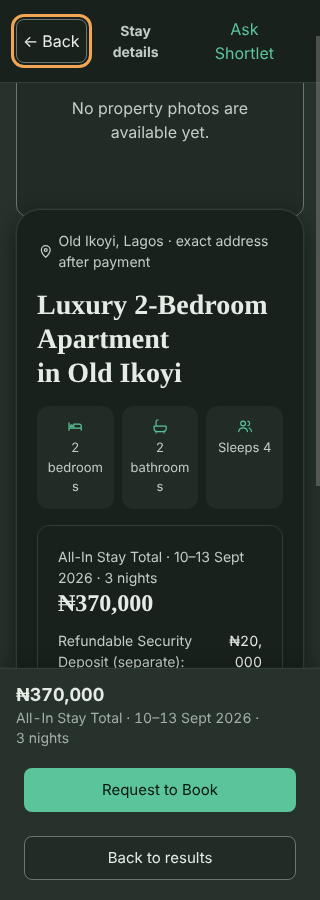 ← Back
Stay
details
Ask
Shortlet
No property photos are
available yet.
Old Ikoyi, Lagos · exact address
after payment
Luxury 2-Bedroom
Apartment
in Old Ikoyi
2
bedroom
s
2
bathroom
s
Sleeps 4
All-In Stay Total · 10–13 Sept
2026 · 3 nights
₦370,000
Refundable Security
Deposit (separate):
₦20,
000
₦370,000
All-In Stay Total · 10–13 Sept 2026 ·
3 nights
Request to Book
Back to results